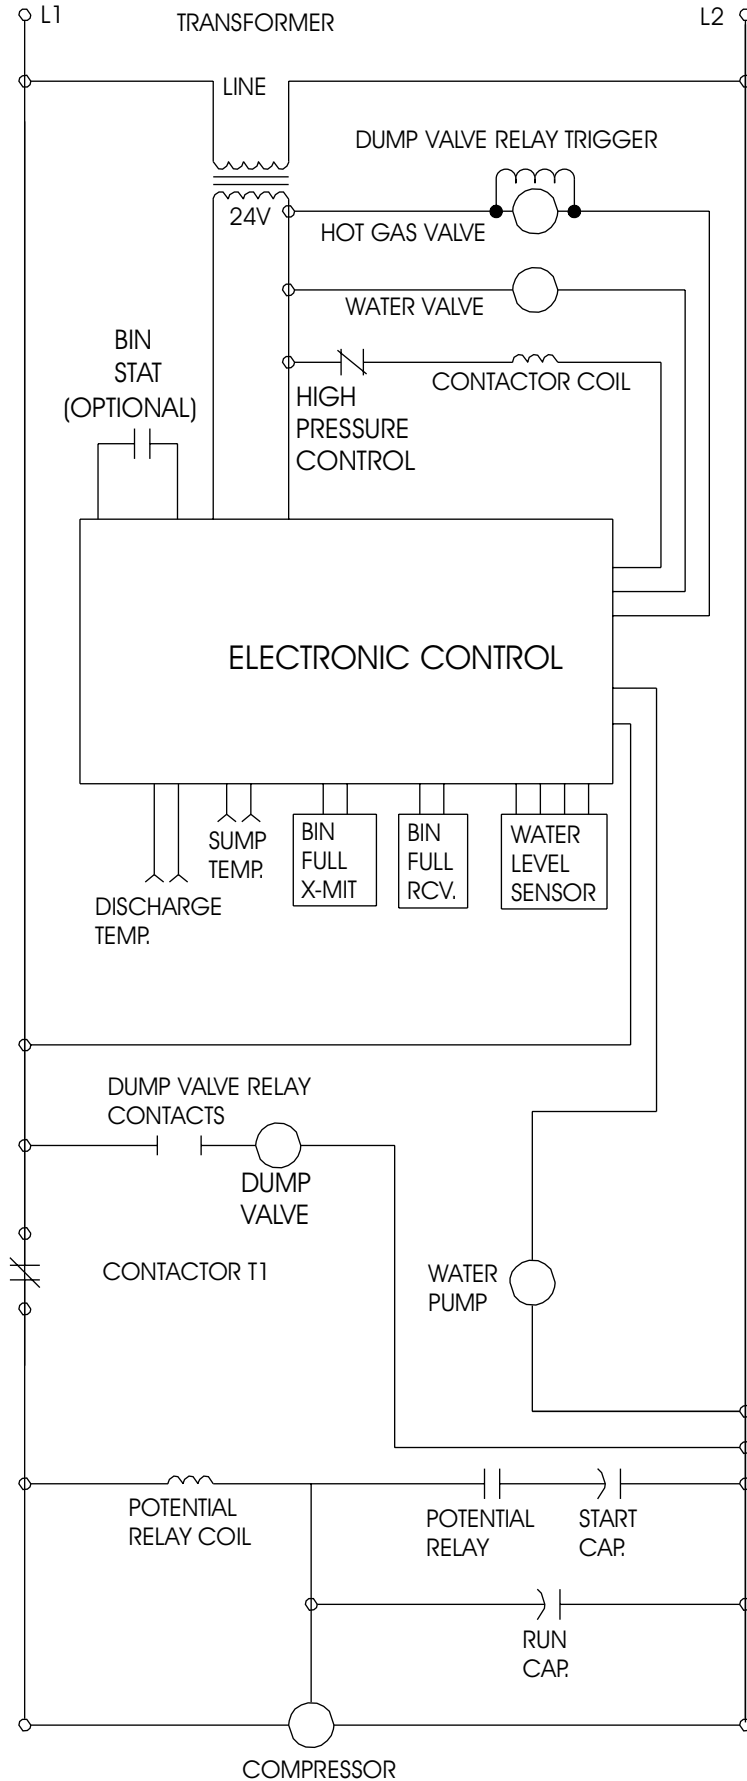 L1
TRANSFORMER
L2
LINE
DUMP VALVE RELAY TRIGGER
24V
HOT GAS VALVE
WATER VALVE
BIN
STAT
(OPTIONAL)
CONTACTOR COIL
HIGH
PRESSURE
CONTROL
ELECTRONIC CONTROL
SUMP
TEMP.
BIN
FULL
X-MIT
BIN
FULL
RCV.
WATER
LEVEL
SENSOR
DISCHARGE
TEMP.
DUMP VALVE RELAY
CONTACTS
DUMP
VALVE
CONTACTOR T1
WATER
PUMP
POTENTIAL
RELAY COIL
POTENTIAL
RELAY
START
CAP.
RUN
CAP.
COMPRESSOR